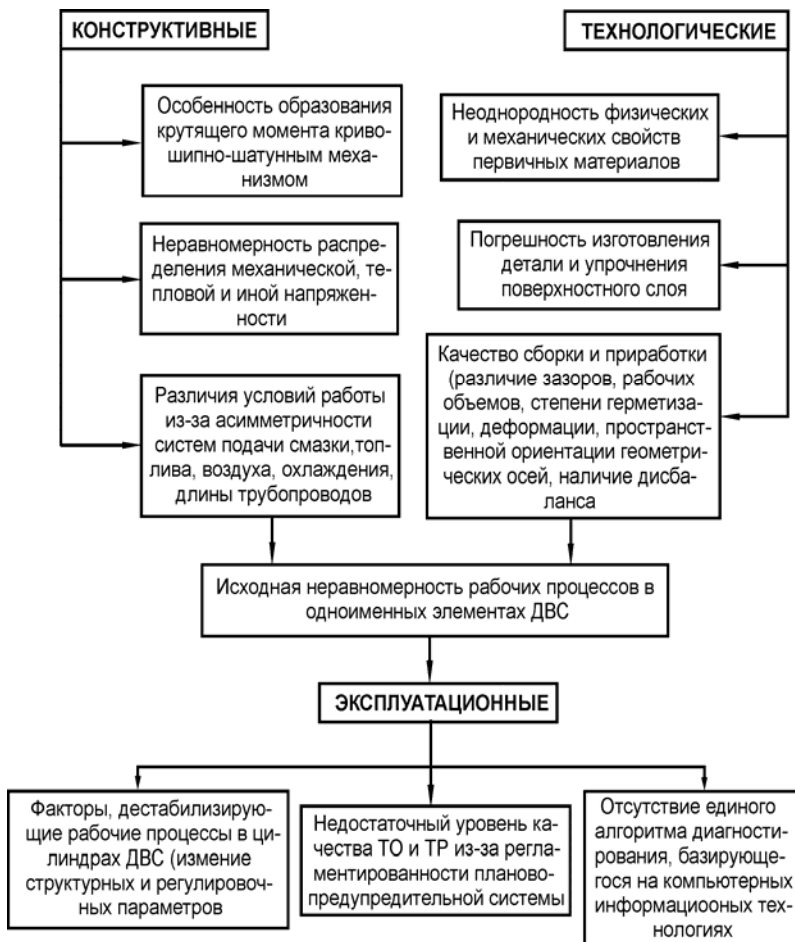 КОНСТРУКТИВНЫЕ
ТЕХНОЛОГИЧЕСКИЕ
Особенность образования
крутящего момента криво-
шипно-шатунным меха-
низмом
Неоднородность физических
и механических свойств
первичных материалов
Неравномерность распре-
деления механической, те-
пловой и иной напряжен-
ности
Погрешность изготовления
детали и упрочнения
поверхностного слоя
Различия условий работы
из-за асимметричности
систем подачи смазки,топ-
лива, воздуха, охлаждения,
длины трубопроводов
Качество сборки и приработки
(различие зазоров, рабочих
объемов, степени герметиза-
ции, деформации, пространст-
венной ориентации геометри-
ческих осей, наличие дисба-
ланса
Исходная неравномерность рабочих процессов в
одноименных элементах ДВС
ЭКСПЛУАТАЦИОННЫЕ
Факторы, дестабилизирую-
щие рабочие процессы в ци-
линдрах ДВС (измение
структурных и регулировоч-
ных параметров
Недостаточный уровень ка-
чества ТО и ТР из-за регла-
ментированности планово-
предупредительной системы
Отсутствие единого
алгоритма диагности-
рования, базирующе-
гося на компьютерных
информациооных тех-
нологиях